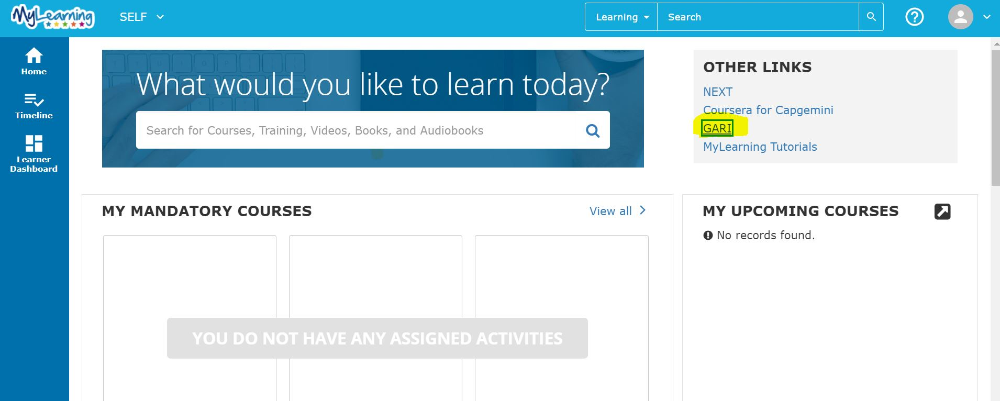 MyLearning
SELF
Learning
Search
Home
Timeline
Learner
Dashboard
What would you like to learn today?
Search for Courses, Training, Videos, Books, and Audiobooks
OTHER LINKS
NEXT
Coursera for Capgemini
GARI
MyLearning Tutorials
MY MANDATORY COURSES
View all
YOU DO NOT HAVE ANY ASSIGNED ACTIVITIES
MY UPCOMING COURSES
No records found.